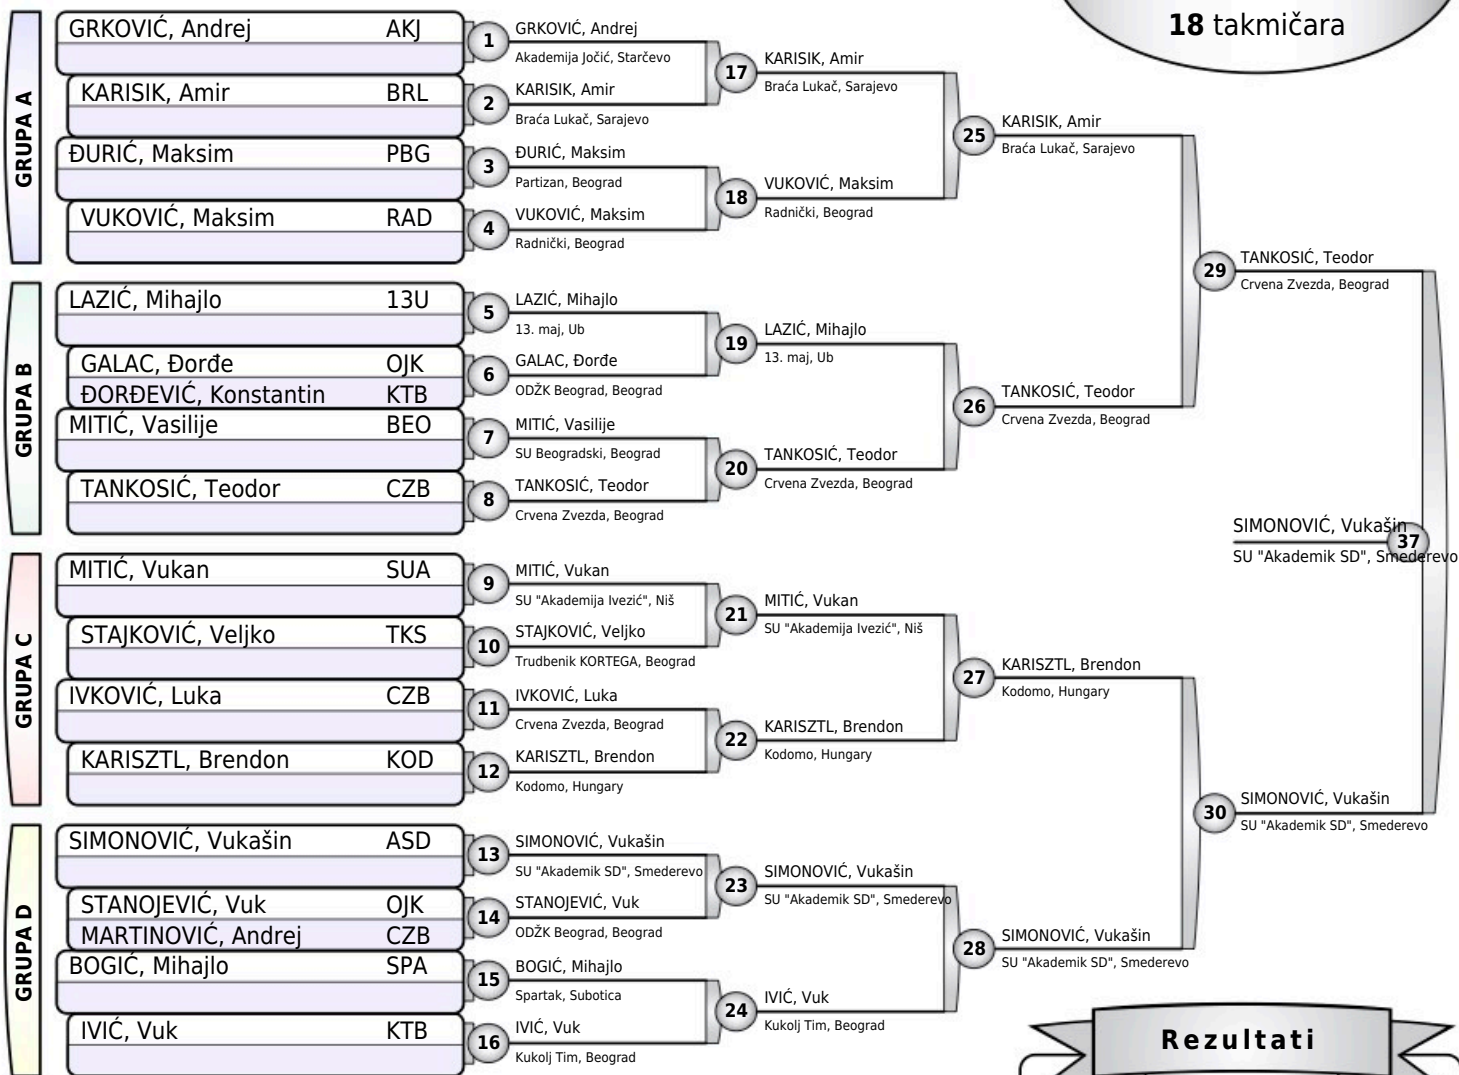 18 takmičara
GRUPA A
GRKOVIĆ, Andrej AKJ
KARISIK, Amir BRL
ĐURIĆ, Maksim PBG
VUKOVIĆ, Maksim RAD
1 GRKOVIĆ, Andrej
Akademija Jočić, Starčevo
2 KARISIK, Amir
Braća Lukač, Sarajevo
3 ĐURIĆ, Maksim
Partizan, Beograd
4 VUKOVIĆ, Maksim
Radnički, Beograd
17 KARISIK, Amir
Braća Lukač, Sarajevo
18 VUKOVIĆ, Maksim
Radnički, Beograd
25 KARISIK, Amir
Braća Lukač, Sarajevo
GRUPA B
LAZIĆ, Mihajlo 13U
GALAC, Đorđe OJK
ĐORĐEVIĆ, Konstantin KTB
MITIĆ, Vasilije BEO
TANKOSIĆ, Teodor CZB
5 LAZIĆ, Mihajlo
13. maj, Ub
6 GALAC, Đorđe
ODŽK Beograd, Beograd
7 MITIĆ, Vasilije
SU Beogradski, Beograd
8 TANKOSIĆ, Teodor
Crvena Zvezda, Beograd
19 LAZIĆ, Mihajlo
13. maj, Ub
20 TANKOSIĆ, Teodor
Crvena Zvezda, Beograd
26 TANKOSIĆ, Teodor
Crvena Zvezda, Beograd
29 TANKOSIĆ, Teodor
Crvena Zvezda, Beograd
GRUPA C
MITIĆ, Vukan SUA
STAJKOVIĆ, Veljko TKS
IVKOVIĆ, Luka CZB
KARISZTL, Brendon KOD
9 MITIĆ, Vukan
SU "Akademija Ivezić", Niš
10 STAJKOVIĆ, Veljko
Trudbenik KORTEGA, Beograd
11 IVKOVIĆ, Luka
Crvena Zvezda, Beograd
12 KARISZTL, Brendon
Kodomo, Hungary
21 MITIĆ, Vukan
SU "Akademija Ivezić", Niš
22 KARISZTL, Brendon
Kodomo, Hungary
27 KARISZTL, Brendon
Kodomo, Hungary
GRUPA D
SIMONOVIĆ, Vukašin ASD
STANOJEVIĆ, Vuk OJK
MARTINOVIĆ, Andrej CZB
BOGIĆ, Mihajlo SPA
IVIĆ, Vuk KTB
13 SIMONOVIĆ, Vukašin
SU "Akademik SD", Smederevo
14 STANOJEVIĆ, Vuk
ODŽK Beograd, Beograd
15 BOGIĆ, Mihajlo
Spartak, Subotica
16 IVIĆ, Vuk
Kukolj Tim, Beograd
23 SIMONOVIĆ, Vukašin
SU "Akademik SD", Smederevo
24 IVIĆ, Vuk
Kukolj Tim, Beograd
28 SIMONOVIĆ, Vukašin
SU "Akademik SD", Smederevo
30 SIMONOVIĆ, Vukašin
SU "Akademik SD", Smederevo
SIMONOVIĆ, Vukašin 37
SU "Akademik SD", Smederevo
Rezultati